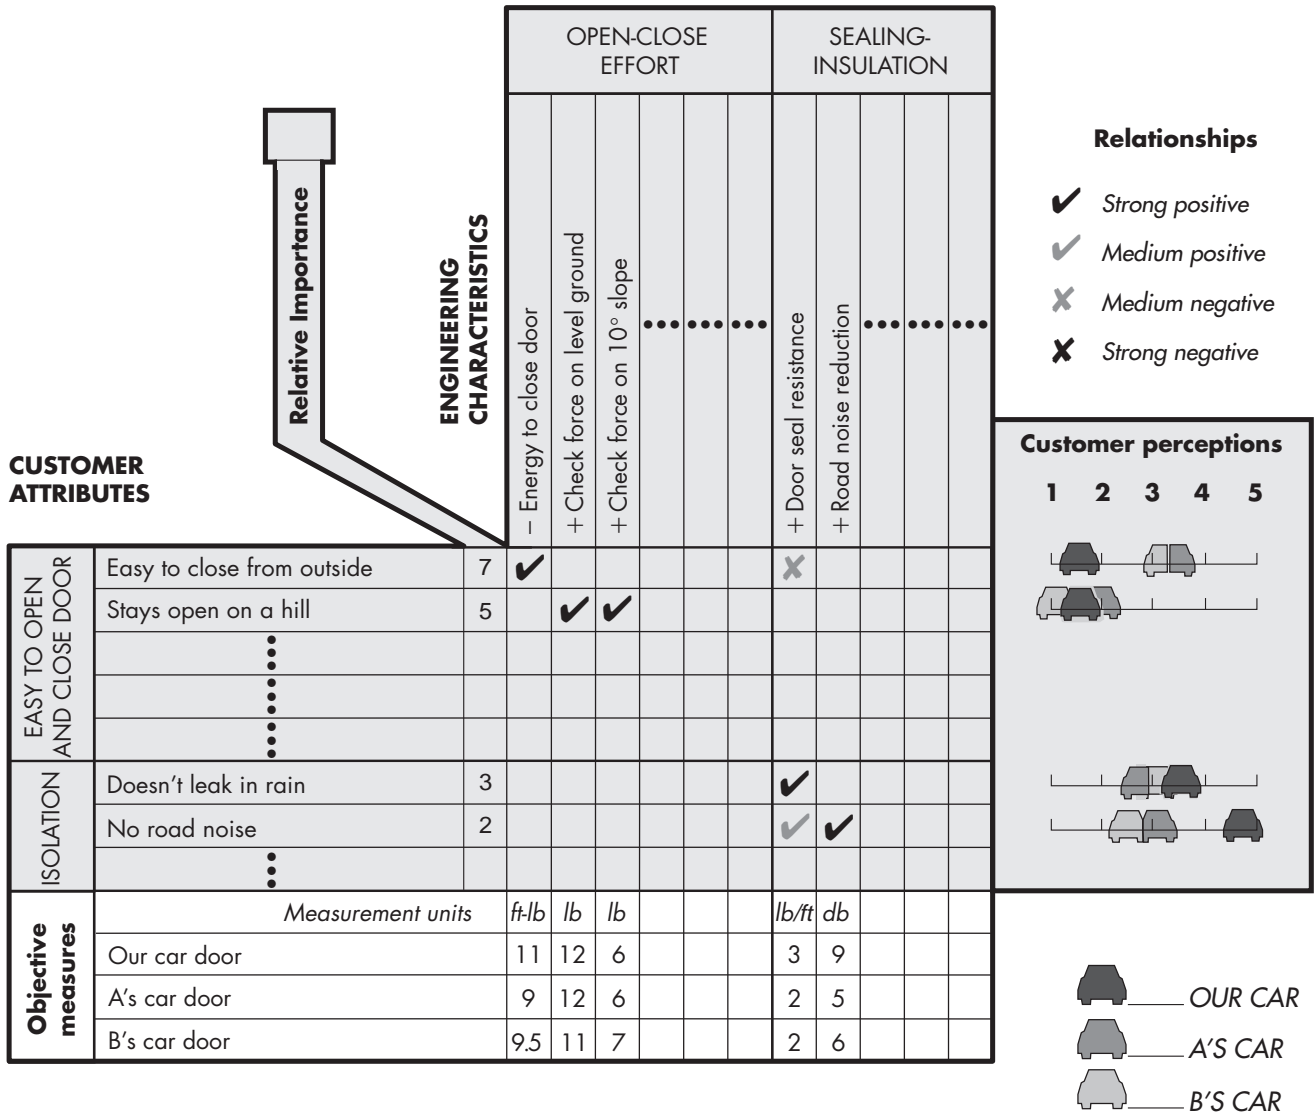 OPEN-CLOSE
EFFORT
SEALING-
INSULATION
Relationships
✔ Strong positive
✔ Medium positive
✘ Medium negative
✘ Strong negative
Relative Importance
ENGINEERING
CHARACTERISTICS
– Energy to close door
+ Check force on level ground
+ Check force on 10° slope
+ Door seal resistance
+ Road noise reduction
CUSTOMER
ATTRIBUTES
Customer perceptions
1 2 3 4 5
EASY TO OPEN
AND CLOSE DOOR
Easy to close from outside 7 ✔ ✘
Stays open on a hill 5 ✔ ✔
ISOLATION
Doesn't leak in rain 3 ✔
No road noise 2 ✔ ✔
Objective
measures
Measurement units ft-lb lb lb lb/ft db
Our car door 11 12 6 3 9
A's car door 9 12 6 2 5
B's car door 9.5 11 7 2 6
OUR CAR
A'S CAR
B'S CAR